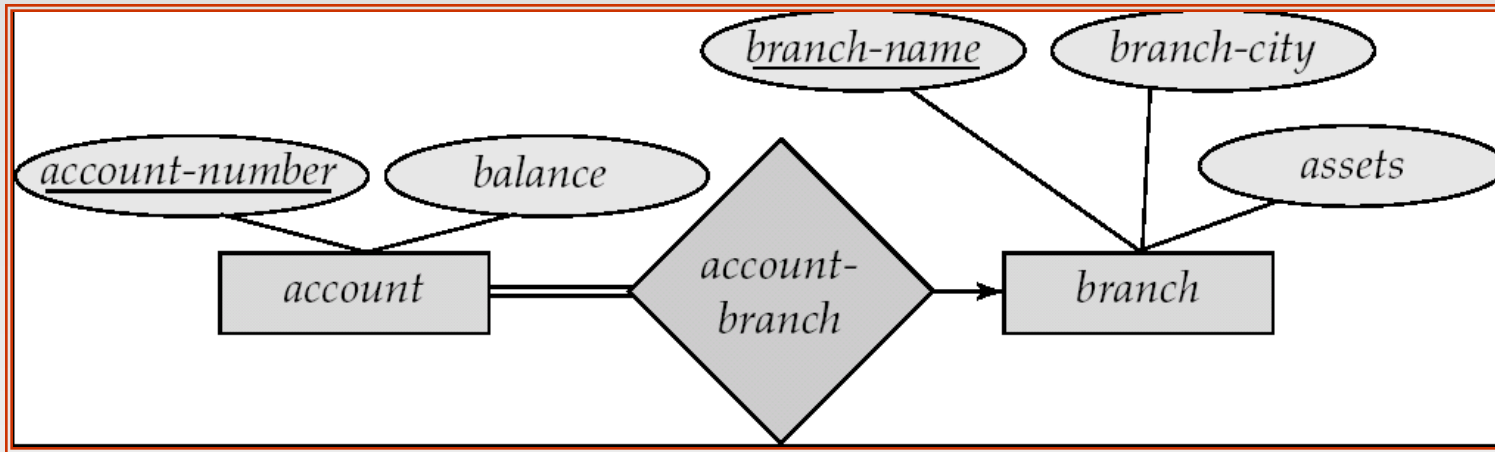 branch-name
branch-city
account-number
balance
assets
account
account-
branch
branch